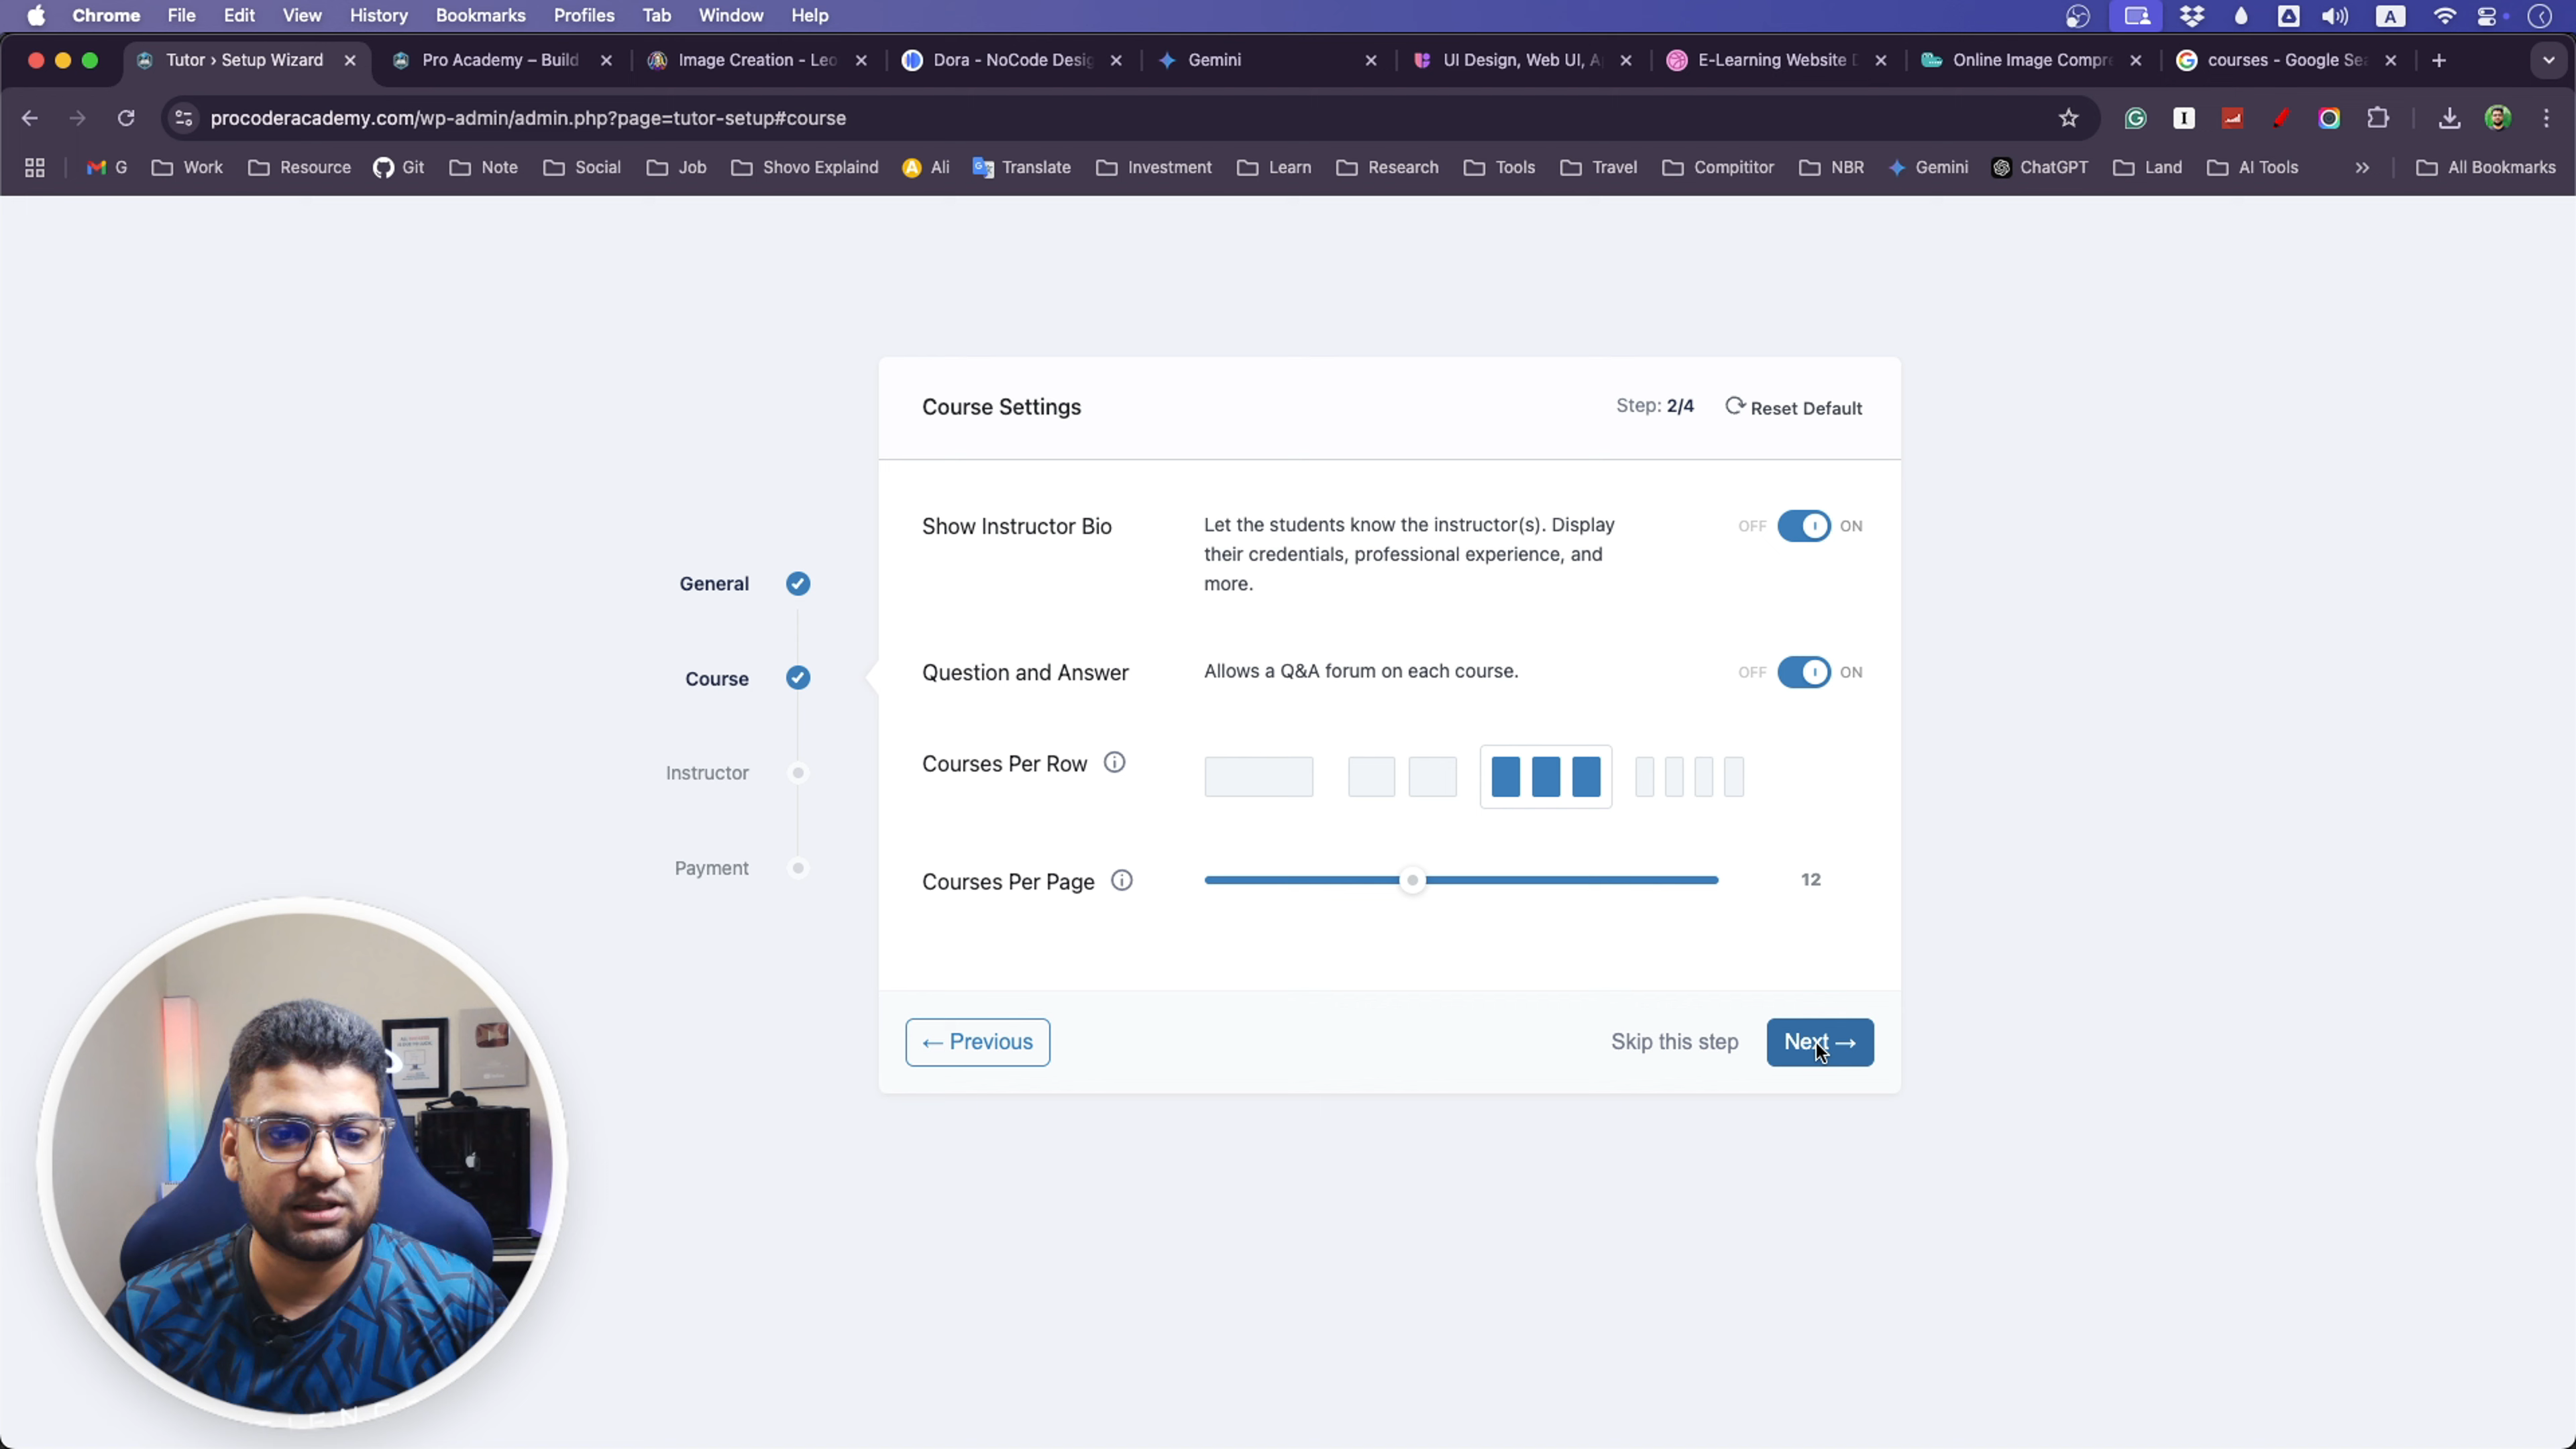 Chrome File Edit View History Bookmarks Profiles Tab Window Help
A
Tutor › Setup Wizard
Pro Academy – Build
Image Creation - Leo
Dora - NoCode Desig
Gemini
UI Design, Web UI, A
E-Learning Website D
Online Image Compr
courses - Google Sea
procoderacademy.com/wp-admin/admin.php?page=tutor-setup#course
G Work Resource Git Note Social Job Shovo Explaind Ali Translate Investment Learn Research Tools Travel Compititor NBR Gemini ChatGPT Land AI Tools » All Bookmarks
Course Settings
Step: 2/4 Reset Default
Show Instructor Bio
Let the students know the instructor(s). Display
their credentials, professional experience, and
more.
OFF ON
General
Course
Instructor
Payment
Question and Answer
Allows a Q&A forum on each course.
OFF ON
Courses Per Row
Courses Per Page
12
← Previous
Skip this step
Next →